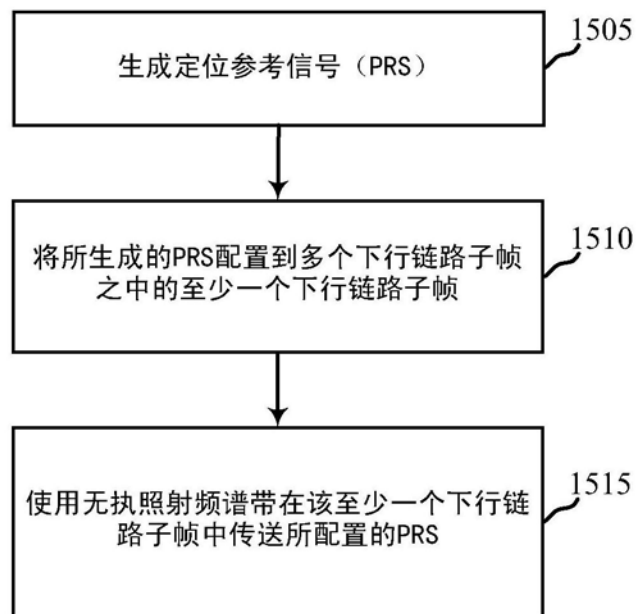 1505
生成定位参考信号（PRS）
1510
将所生成的PRS配置到多个下行链路子帧
之中的至少一个下行链路子帧
1515
使用无执照射频谱带在该至少一个下行链
路子帧中传送所配置的PRS